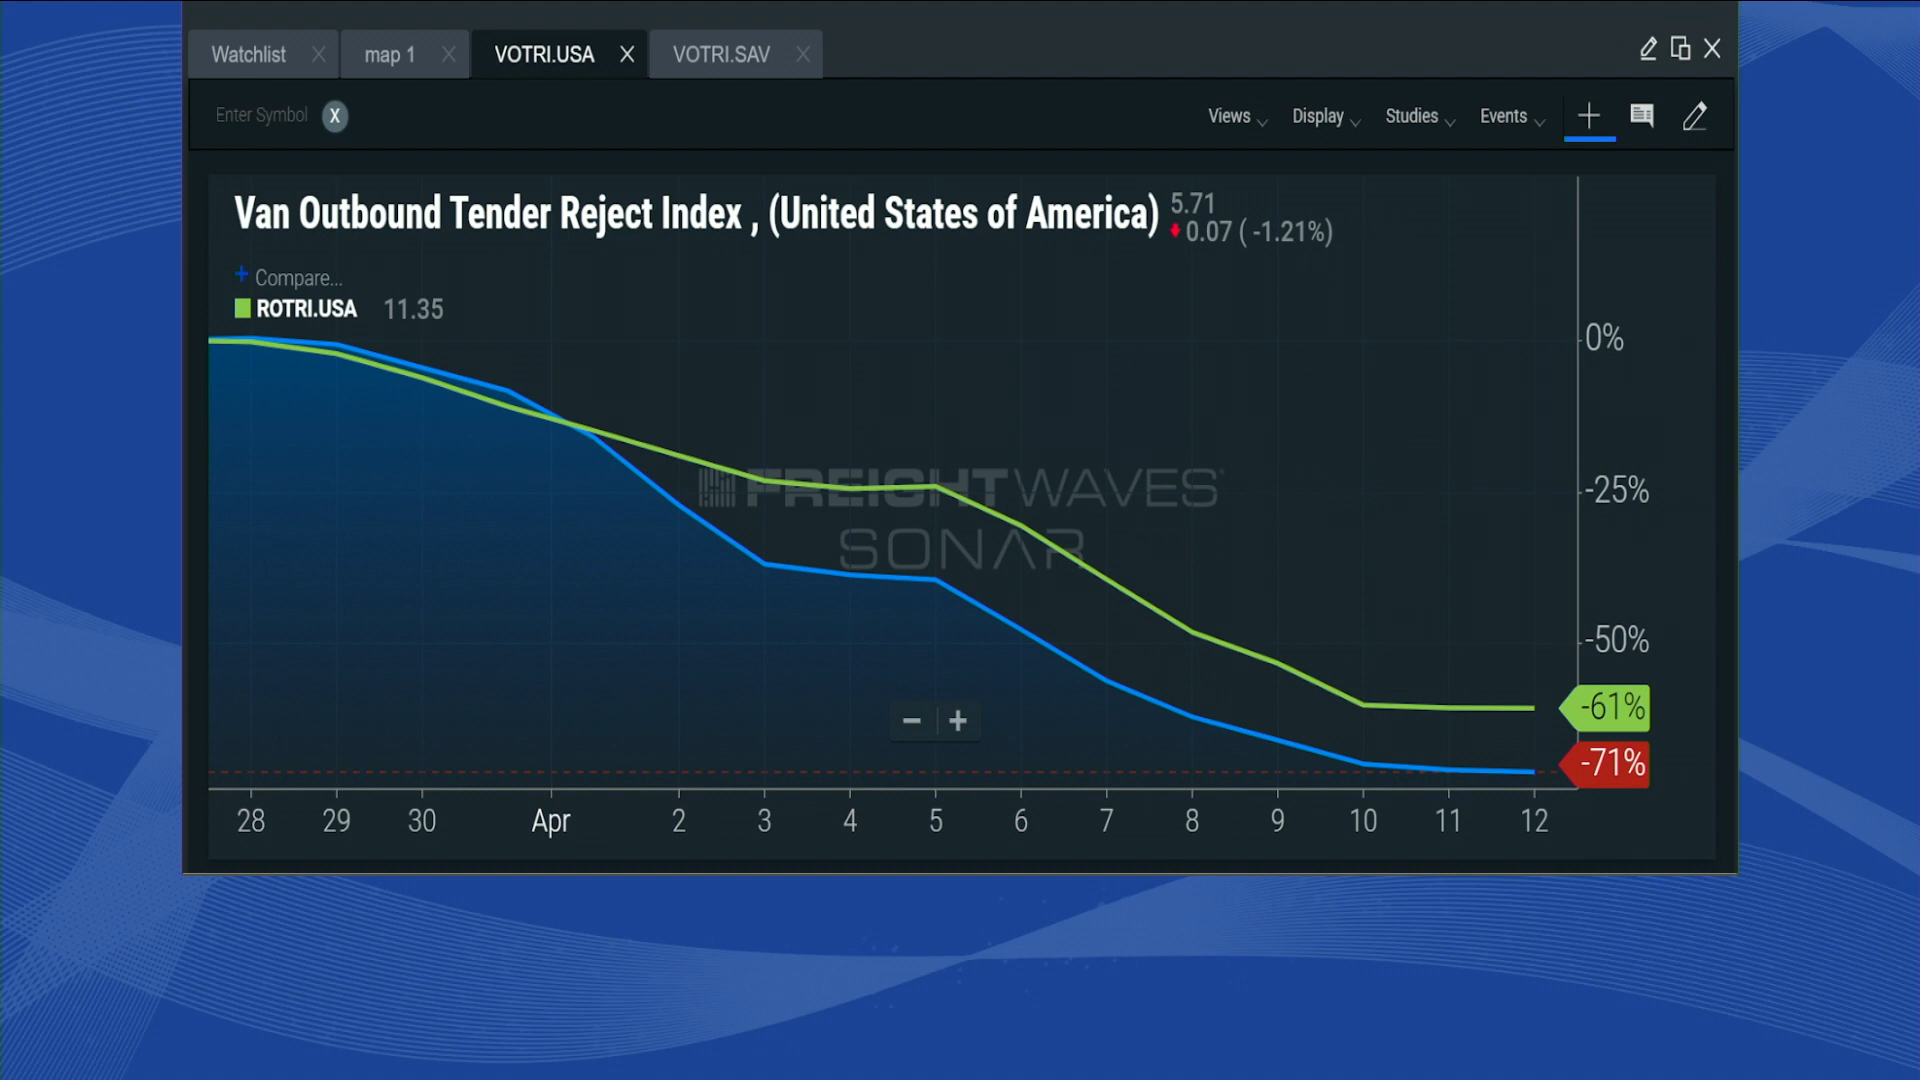 Watchlist X map 1 X VOTRI.USA X VOTRI.SAV X
Enter Symbol X Views Display Studies Events
Van Outbound Tender Reject Index , (United States of America) 5.71
0.07 ( -1.21%)
+ Compare...
ROTRI.USA 11.35
0%
FREIGHTWAVES
-25%
SONAR
-50%
-61%
− +
-71%
28 29 30 Apr 2 3 4 5 6 7 8 9 10 11 12